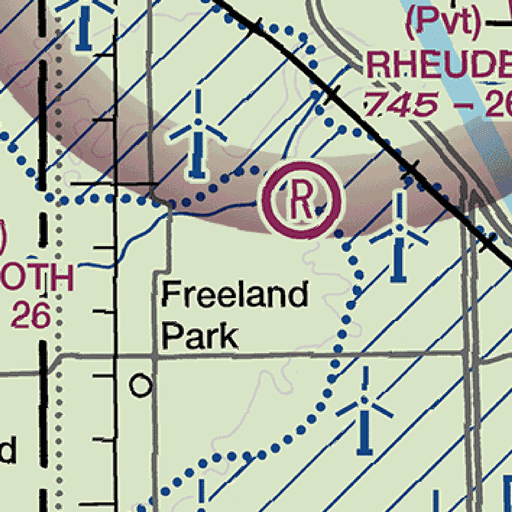 (Pvt)
RHEUDE
745 - 26
R
)
OTH
26
Freeland
Park
d